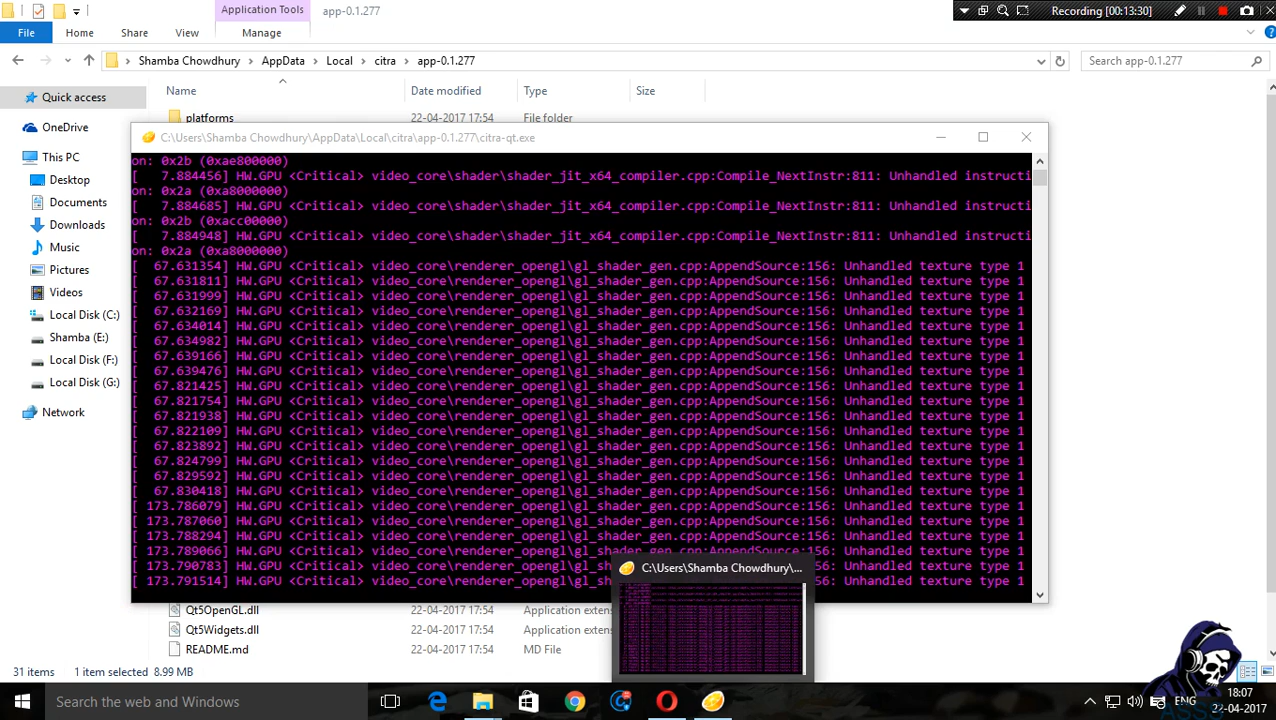 Application Tools
app-0.1.277
Recording [00:13:30]
File
Home
Share
View
Manage
Shamba Chowdhury
AppData
Local
citra
app-0.1.277
Search app-0.1.277
Quick access
Name
Date modified
Type
Size
OneDrive
platforms
22-04-2017 17:54
File folder
C:\Users\Shamba Chowdhury\AppData\Local\citra\app-0.1.277\citra-qt.exe
This PC
Desktop
Documents
Downloads
Music
Pictures
Videos
Local Disk (C:)
Shamba (E:)
Local Disk (F:)
Local Disk (G:)
Network
on: 0x2b (0xae800000)
[   7.884456] HW.GPU <Critical> video_core\shader\shader_jit_x64_compiler.cpp:Compile_NextInstr:811: Unhandled instructi
on: 0x2a (0xa8000000)
[   7.884685] HW.GPU <Critical> video_core\shader\shader_jit_x64_compiler.cpp:Compile_NextInstr:811: Unhandled instructi
on: 0x2b (0xacc00000)
[   7.884948] HW.GPU <Critical> video_core\shader\shader_jit_x64_compiler.cpp:Compile_NextInstr:811: Unhandled instructi
on: 0x2a (0xa8000000)
[  67.631354] HW.GPU <Critical> video_core\renderer_opengl\gl_shader_gen.cpp:AppendSource:156: Unhandled texture type 1
[  67.631811] HW.GPU <Critical> video_core\renderer_opengl\gl_shader_gen.cpp:AppendSource:156: Unhandled texture type 1
[  67.631999] HW.GPU <Critical> video_core\renderer_opengl\gl_shader_gen.cpp:AppendSource:156: Unhandled texture type 1
[  67.632169] HW.GPU <Critical> video_core\renderer_opengl\gl_shader_gen.cpp:AppendSource:156: Unhandled texture type 1
[  67.634014] HW.GPU <Critical> video_core\renderer_opengl\gl_shader_gen.cpp:AppendSource:156: Unhandled texture type 1
[  67.634982] HW.GPU <Critical> video_core\renderer_opengl\gl_shader_gen.cpp:AppendSource:156: Unhandled texture type 1
[  67.639166] HW.GPU <Critical> video_core\renderer_opengl\gl_shader_gen.cpp:AppendSource:156: Unhandled texture type 1
[  67.639476] HW.GPU <Critical> video_core\renderer_opengl\gl_shader_gen.cpp:AppendSource:156: Unhandled texture type 1
[  67.821425] HW.GPU <Critical> video_core\renderer_opengl\gl_shader_gen.cpp:AppendSource:156: Unhandled texture type 1
[  67.821754] HW.GPU <Critical> video_core\renderer_opengl\gl_shader_gen.cpp:AppendSource:156: Unhandled texture type 1
[  67.821938] HW.GPU <Critical> video_core\renderer_opengl\gl_shader_gen.cpp:AppendSource:156: Unhandled texture type 1
[  67.822109] HW.GPU <Critical> video_core\renderer_opengl\gl_shader_gen.cpp:AppendSource:156: Unhandled texture type 1
[  67.823892] HW.GPU <Critical> video_core\renderer_opengl\gl_shader_gen.cpp:AppendSource:156: Unhandled texture type 1
[  67.824799] HW.GPU <Critical> video_core\renderer_opengl\gl_shader_gen.cpp:AppendSource:156: Unhandled texture type 1
[  67.829592] HW.GPU <Critical> video_core\renderer_opengl\gl_shader_gen.cpp:AppendSource:156: Unhandled texture type 1
[  67.830418] HW.GPU <Critical> video_core\renderer_opengl\gl_shader_gen.cpp:AppendSource:156: Unhandled texture type 1
[ 173.786079] HW.GPU <Critical> video_core\renderer_opengl\gl_shader_gen.cpp:AppendSource:156: Unhandled texture type 1
[ 173.787060] HW.GPU <Critical> video_core\renderer_opengl\gl_shader_gen.cpp:AppendSource:156: Unhandled texture type 1
[ 173.788294] HW.GPU <Critical> video_core\renderer_opengl\gl_shader_gen.cpp:AppendSource:156: Unhandled texture type 1
[ 173.789066] HW.GPU <Critical> video_core\renderer_opengl\gl_shader_gen.cpp:AppendSource:156: Unhandled texture type 1
[ 173.790783] HW.GPU <Critical> video_core\renderer_opengl\ Unhandled texture type 1
[ 173.791514] HW.GPU <Critical> video_core\renderer_opengl\ Unhandled texture type 1
C:\Users\Shamba Chowdhury\...
Qt5OpenGL.dll
22-04-2017 17:54
Application extens
Qt5Widgets.dll
22-04-2017 17:54
Application extens
README.md
22-04-2017 17:54
MD File
31 items
1 item selected
8.99 MB
Search the web and Windows
ENG
18:07
22-04-2017